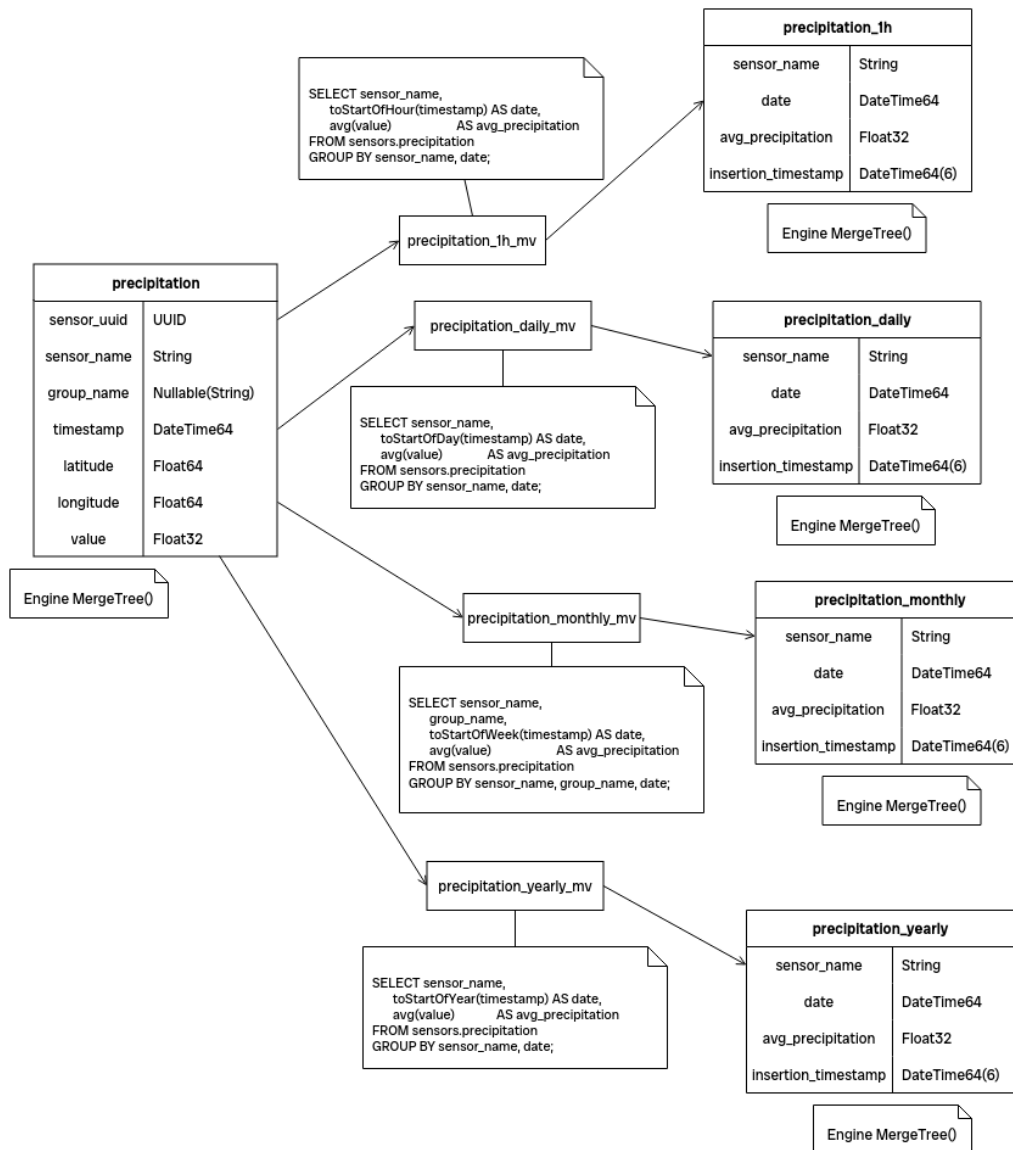 precipitation_1h
sensor_name String
date DateTime64
avg_precipitation Float32
insertion_timestamp DateTime64(6)
Engine MergeTree()
SELECT sensor_name,
toStartOfHour(timestamp) AS date,
avg(value) AS avg_precipitation
FROM sensors.precipitation
GROUP BY sensor_name, date;
precipitation_1h_mv
precipitation
sensor_uuid UUID
sensor_name String
group_name Nullable(String)
timestamp DateTime64
latitude Float64
longitude Float64
value Float32
Engine MergeTree()
precipitation_daily_mv
SELECT sensor_name,
toStartOfDay(timestamp) AS date,
avg(value) AS avg_precipitation
FROM sensors.precipitation
GROUP BY sensor_name, date;
precipitation_daily
sensor_name String
date DateTime64
avg_precipitation Float32
insertion_timestamp DateTime64(6)
Engine MergeTree()
precipitation_monthly_mv
SELECT sensor_name,
group_name,
toStartOfWeek(timestamp) AS date,
avg(value) AS avg_precipitation
FROM sensors.precipitation
GROUP BY sensor_name, group_name, date;
precipitation_monthly
sensor_name String
date DateTime64
avg_precipitation Float32
insertion_timestamp DateTime64(6)
Engine MergeTree()
precipitation_yearly_mv
SELECT sensor_name,
toStartOfYear(timestamp) AS date,
avg(value) AS avg_precipitation
FROM sensors.precipitation
GROUP BY sensor_name, date;
precipitation_yearly
sensor_name String
date DateTime64
avg_precipitation Float32
insertion_timestamp DateTime64(6)
Engine MergeTree()